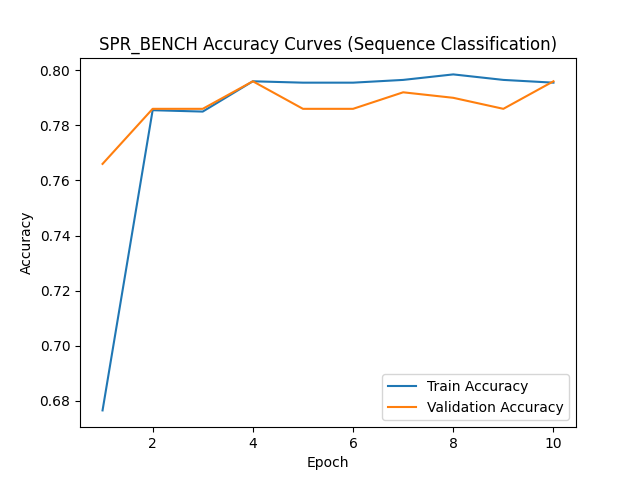 SPR_BENCH Accuracy Curves (Sequence Classification)
0.80
0.78
0.76
0.74
0.72
0.70
0.68
Accuracy
2
4
6
8
10
Epoch
Train Accuracy
Validation Accuracy